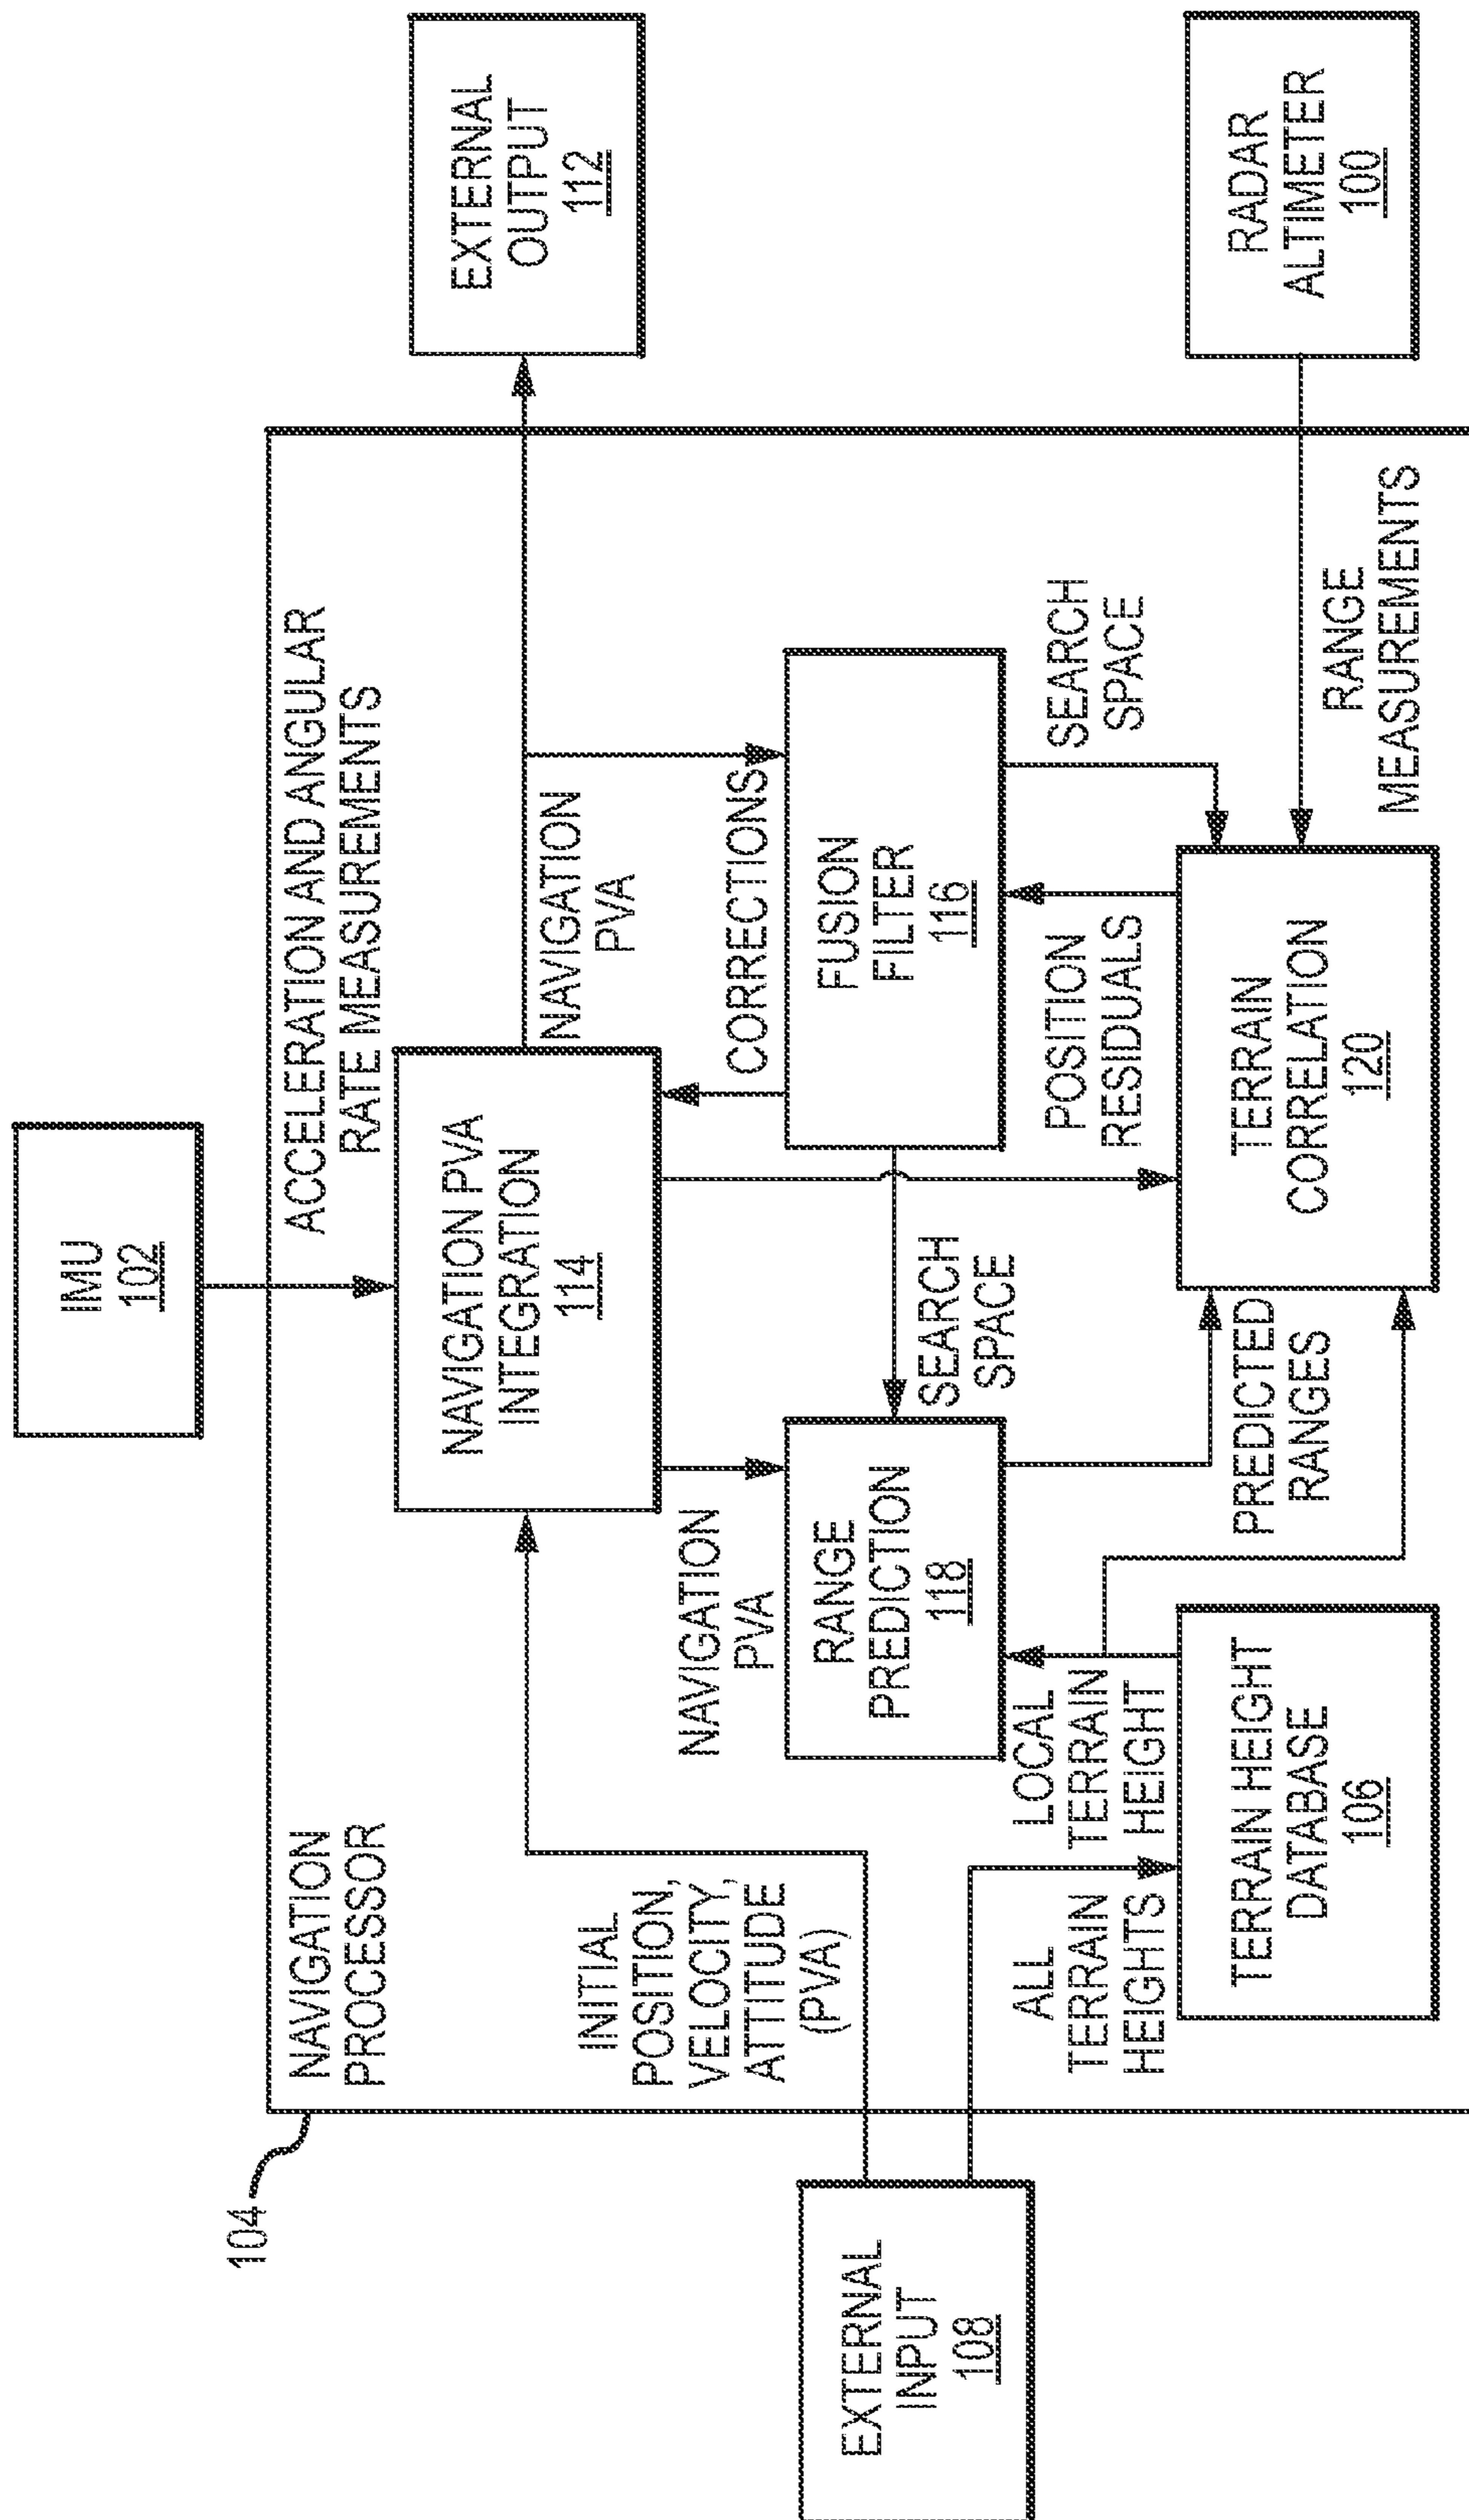 IMU
102
NAVIGATION
PROCESSOR
104
ACCELERATION AND ANGULAR
RATE MEASUREMENTS
EXTERNAL
INPUT
108
INITIAL
POSITION,
VELOCITY,
ATTITUDE
(PVA)
NAVIGATION PVA
INTEGRATION
114
NAVIGATION
PVA
EXTERNAL
OUTPUT
112
NAVIGATION
PVA
CORRECTIONS
RANGE
PREDICTION
118
SEARCH
SPACE
FUSION
FILTER
116
ALL
TERRAIN
HEIGHTS
LOCAL
TERRAIN
HEIGHT
POSITION
RESIDUALS
SEARCH
SPACE
TERRAIN HEIGHT
DATABASE
106
PREDICTED
RANGES
TERRAIN
CORRELATION
120
RANGE
MEASUREMENTS
RADAR
ALTIMETER
100